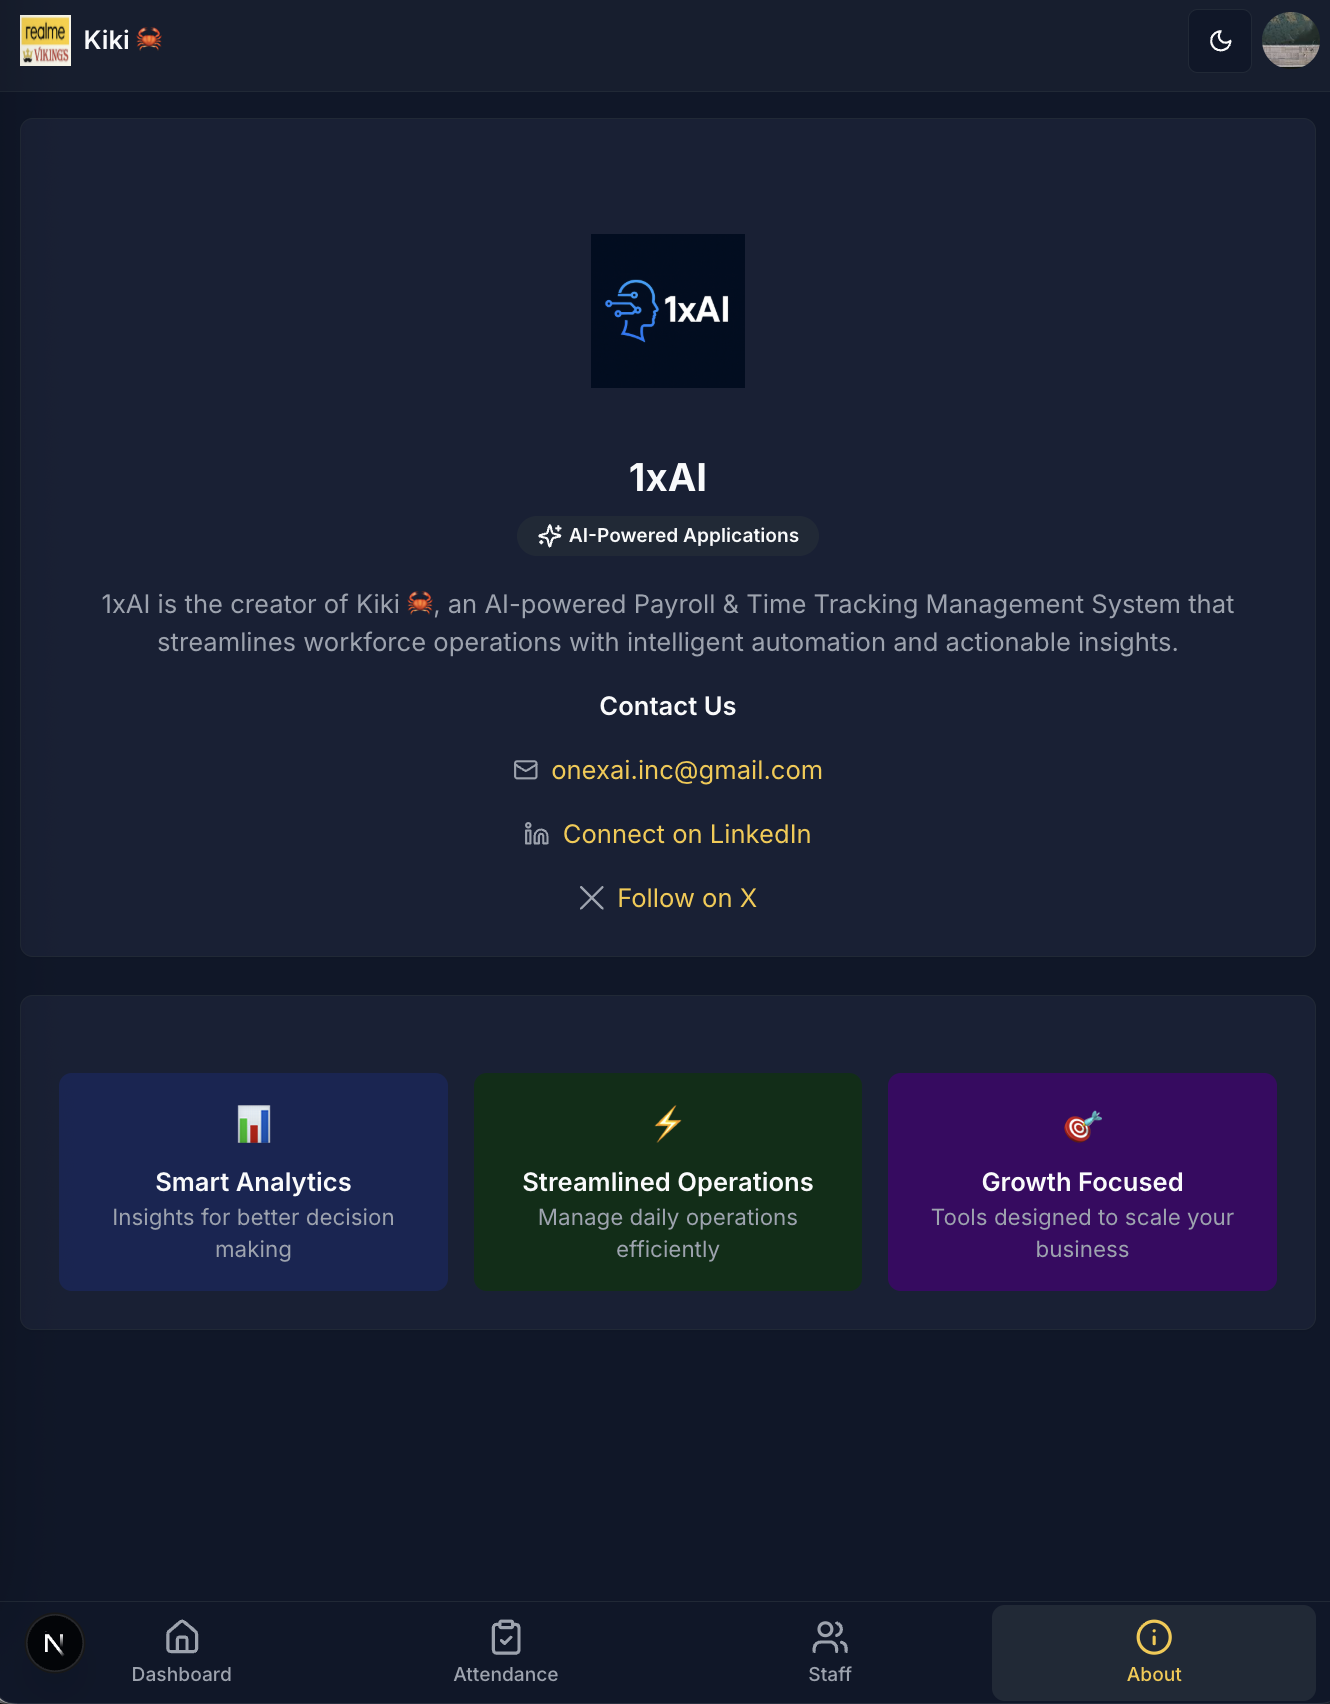 realme
VIKINGS
Kiki 🦀
1xAI
1xAI
AI-Powered Applications
1xAI is the creator of Kiki 🦀, an AI-powered Payroll & Time Tracking Management System that
streamlines workforce operations with intelligent automation and actionable insights.
Contact Us
onexai.inc@gmail.com
Connect on LinkedIn
Follow on X
Smart Analytics
Insights for better decision
making
Streamlined Operations
Manage daily operations
efficiently
Growth Focused
Tools designed to scale your
business
N
Dashboard
Attendance
Staff
About